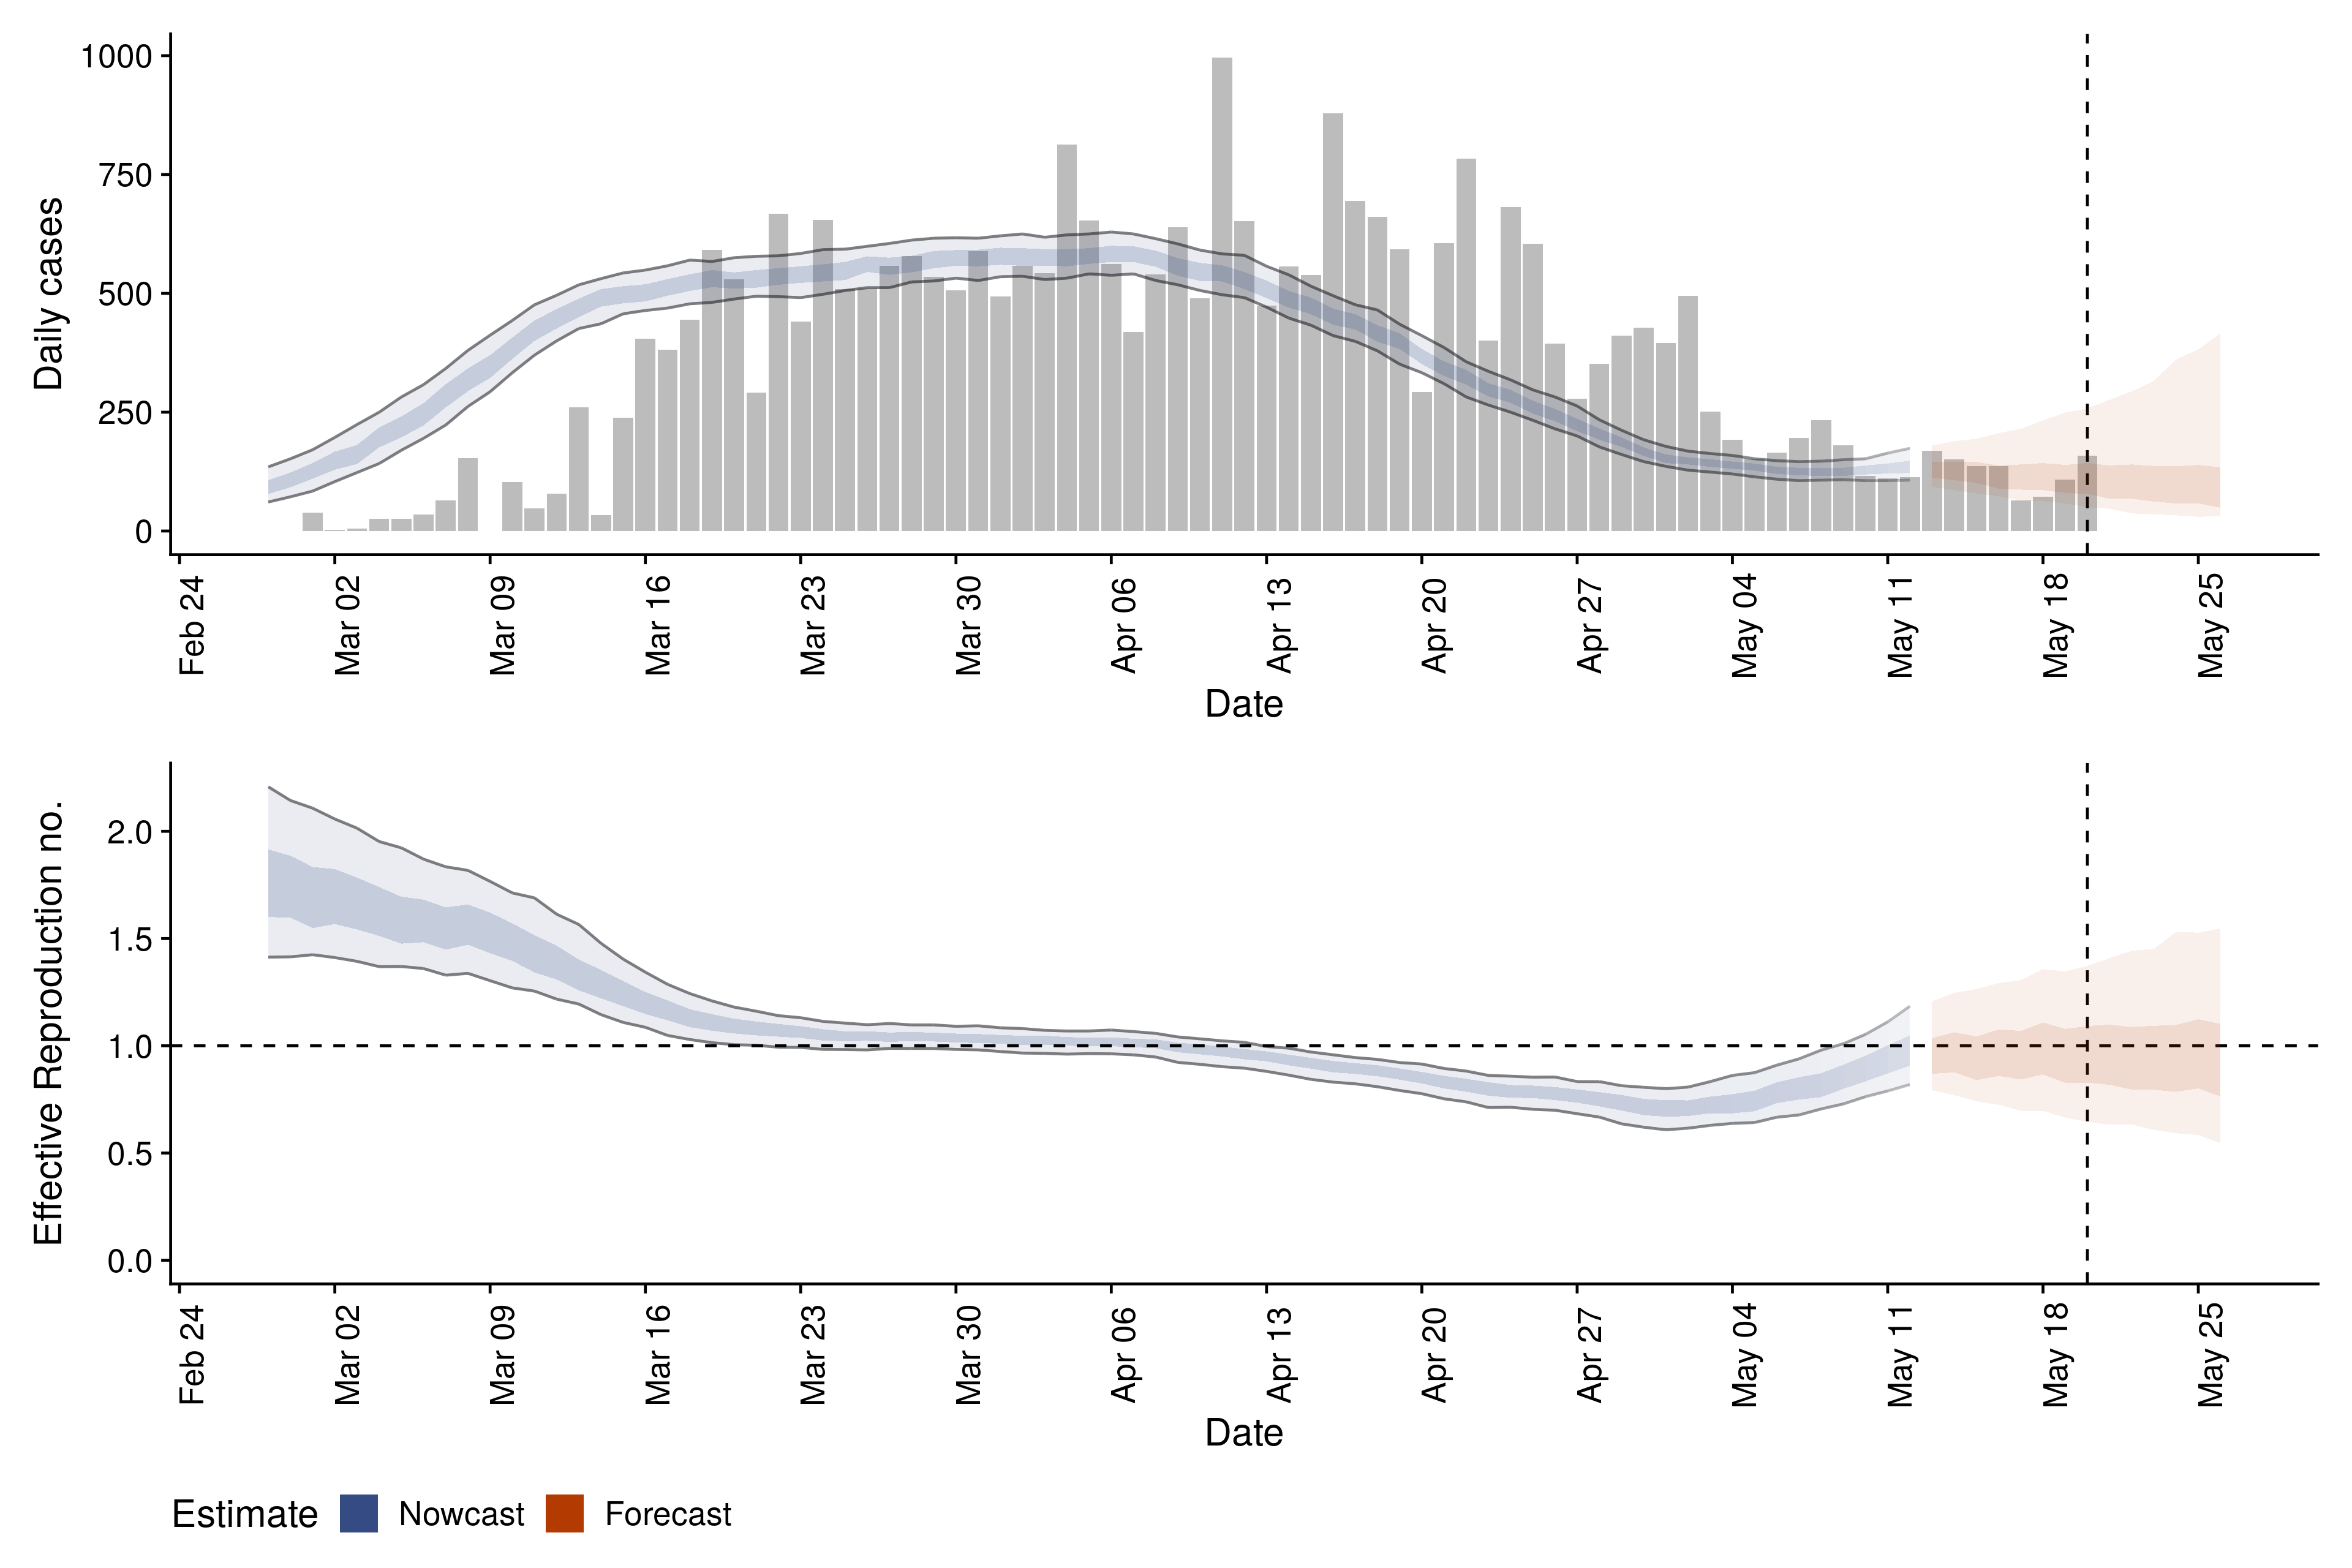 Daily cases
1000
750
500
250
0
Feb 24
Mar 02
Mar 09
Mar 16
Mar 23
Mar 30
Apr 06
Apr 13
Apr 20
Apr 27
May 04
May 11
May 18
May 25
Date
Effective Reproduction no.
2.0
1.5
1.0
0.5
0.0
Feb 24
Mar 02
Mar 09
Mar 16
Mar 23
Mar 30
Apr 06
Apr 13
Apr 20
Apr 27
May 04
May 11
May 18
May 25
Date
Estimate Nowcast Forecast